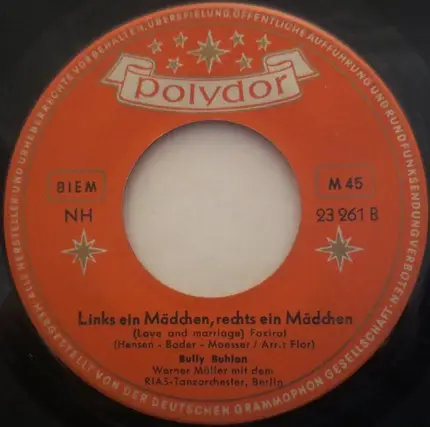 ALLE HERSTELLER UND URHEBERRECHTE VORBEHALTEN, ÜBERSPIELUNG, ÖFFENTLICHE AUFFÜHRUNG UND RUNDFUNKSENDUNG VERBOTEN
polydor
BIEM
M 45
NH
23 261 B
Links ein Mädchen, rechts ein Mädchen
(Love and marriage) Foxtrot
(Hensen - Bader - Moesser / Arr.: Flor)
Bully Buhlan
Werner Müller mit dem
RIAS-Tanzorchester, Berlin
HERGESTELLT VON DER DEUTSCHEN GRAMMOPHON GESELLSCHAFT